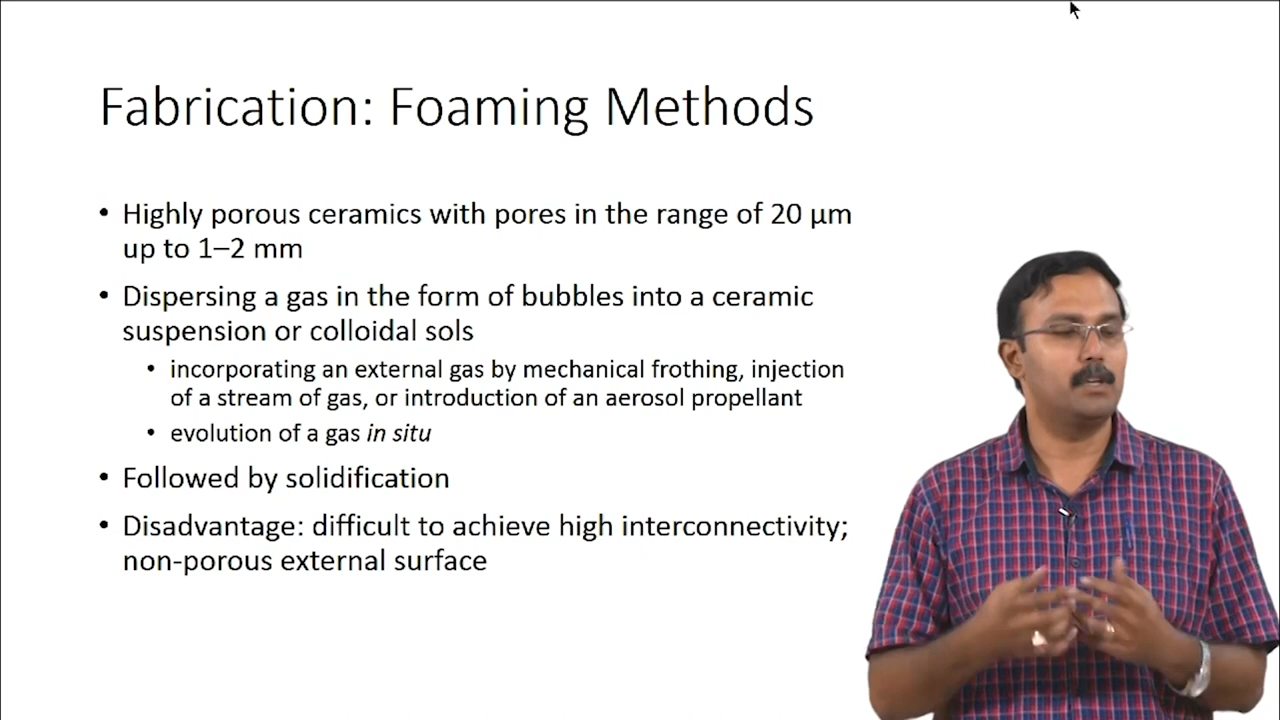 Fabrication: Foaming Methods
• Highly porous ceramics with pores in the range of 20 µm
up to 1–2 mm
• Dispersing a gas in the form of bubbles into a ceramic
suspension or colloidal sols
• incorporating an external gas by mechanical frothing, injection
of a stream of gas, or introduction of an aerosol propellant
• evolution of a gas in situ
• Followed by solidification
• Disadvantage: difficult to achieve high interconnectivity;
non-porous external surface